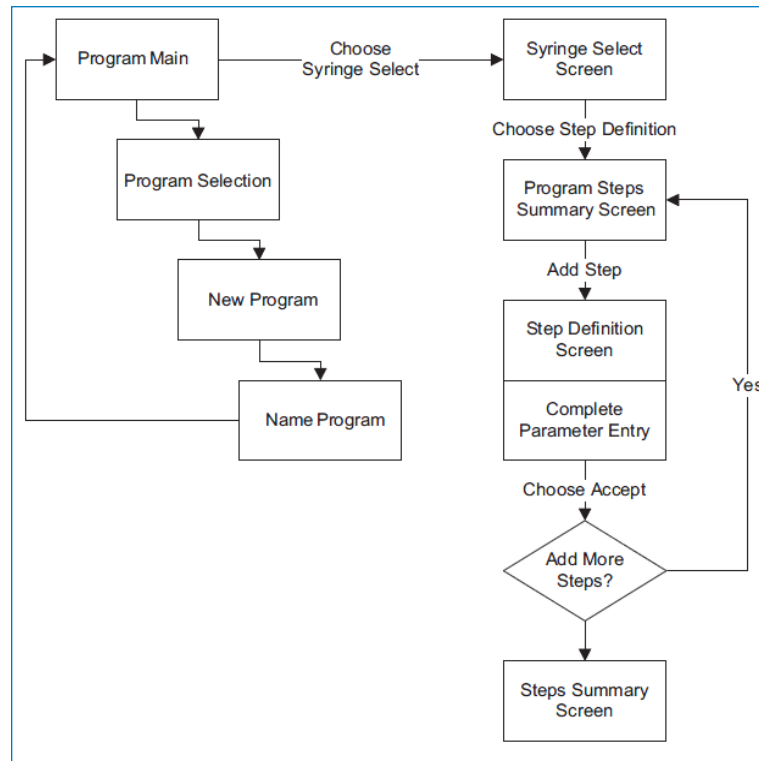 Program Main
Choose
Syringe Select
Syringe Select
Screen
Choose Step Definition
Program Selection
Program Steps
Summary Screen
Add Step
New Program
Step Definition
Screen
Name Program
Complete
Parameter Entry
Yes
Choose Accept
Add More
Steps?
Steps Summary
Screen